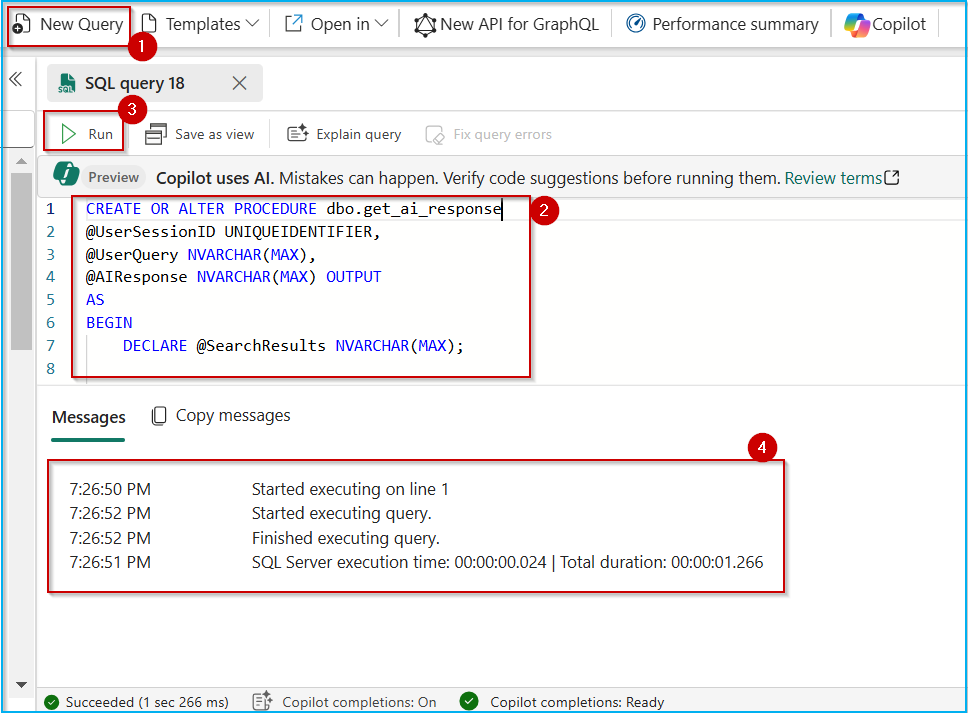 New Query Templates Open in New API for GraphQL Performance summary Copilot
1
SQL query 18
3
Run Save as view Explain query Fix query errors
Preview Copilot uses AI. Mistakes can happen. Verify code suggestions before running them. Review terms
1 CREATE OR ALTER PROCEDURE dbo.get_ai_response 2
2 @UserSessionID UNIQUEIDENTIFIER,
3 @UserQuery NVARCHAR(MAX),
4 @AIResponse NVARCHAR(MAX) OUTPUT
5 AS
6 BEGIN
7 DECLARE @SearchResults NVARCHAR(MAX);
8
Messages Copy messages
4
7:26:50 PM Started executing on line 1
7:26:52 PM Started executing query.
7:26:52 PM Finished executing query.
7:26:51 PM SQL Server execution time: 00:00:00.024 | Total duration: 00:00:01.266
Succeeded (1 sec 266 ms) Copilot completions: On Copilot completions: Ready